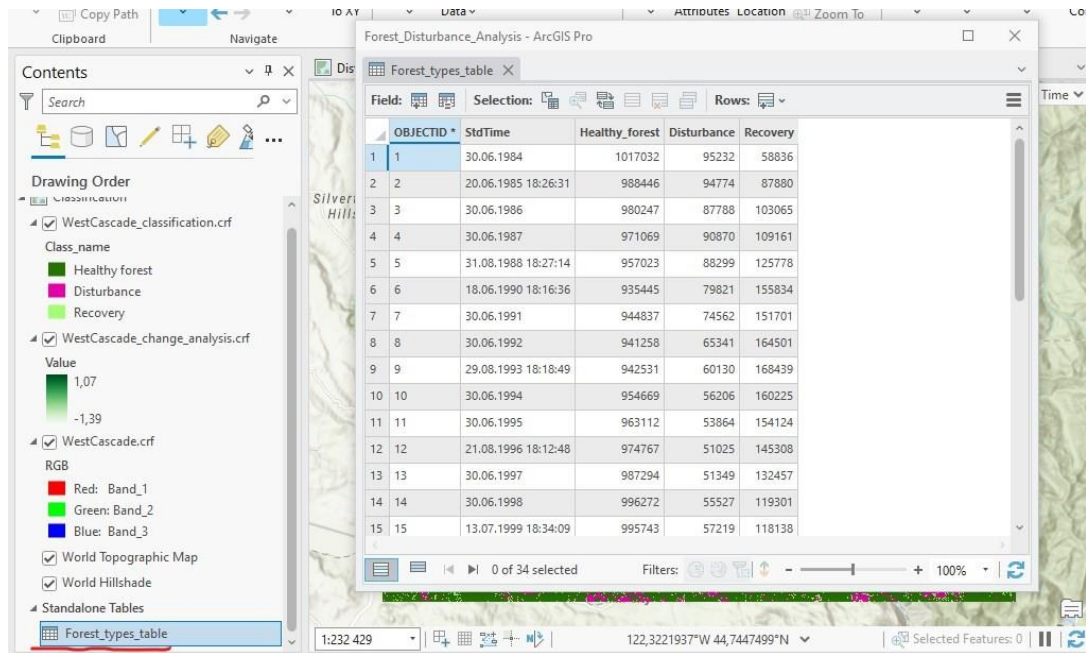 Copy Path
To XY
Data
Attributes Location
Zoom To
Clipboard
Navigate
Forest_Disturbance_Analysis - ArcGIS Pro
Contents
Dis
Forest_types_table
Search
Field:
Selection:
Rows:
Time
OBJECTID * StdTime Healthy_forest Disturbance Recovery
1 1 30.06.1984 1017032 95232 58836
2 2 20.06.1985 18:26:31 988446 94774 87880
3 3 30.06.1986 980247 87788 103065
4 4 30.06.1987 971069 90870 109161
5 5 31.08.1988 18:27:14 957023 88299 125778
6 6 18.06.1990 18:16:36 935445 79821 155834
7 7 30.06.1991 944837 74562 151701
8 8 30.06.1992 941258 65341 164501
9 9 29.08.1993 18:18:49 942531 60130 168439
10 10 30.06.1994 954669 56206 160225
11 11 30.06.1995 963112 53864 154124
12 12 21.08.1996 18:12:48 974767 51025 145308
13 13 30.06.1997 987294 51349 132457
14 14 30.06.1998 996272 55527 119301
15 15 13.07.1999 18:34:09 995743 57219 118138
0 of 34 selected
Filters:
100%
Drawing Order
Classification
WestCascade_classification.crf
Class_name
Healthy forest
Disturbance
Recovery
WestCascade_change_analysis.crf
Value
1,07
-1,39
WestCascade.crf
RGB
Red: Band_1
Green: Band_2
Blue: Band_3
World Topographic Map
World Hillshade
Standalone Tables
Forest_types_table
Silver
Hills
1:232 429
122,3221937°W 44,7447499°N
Selected Features: 0